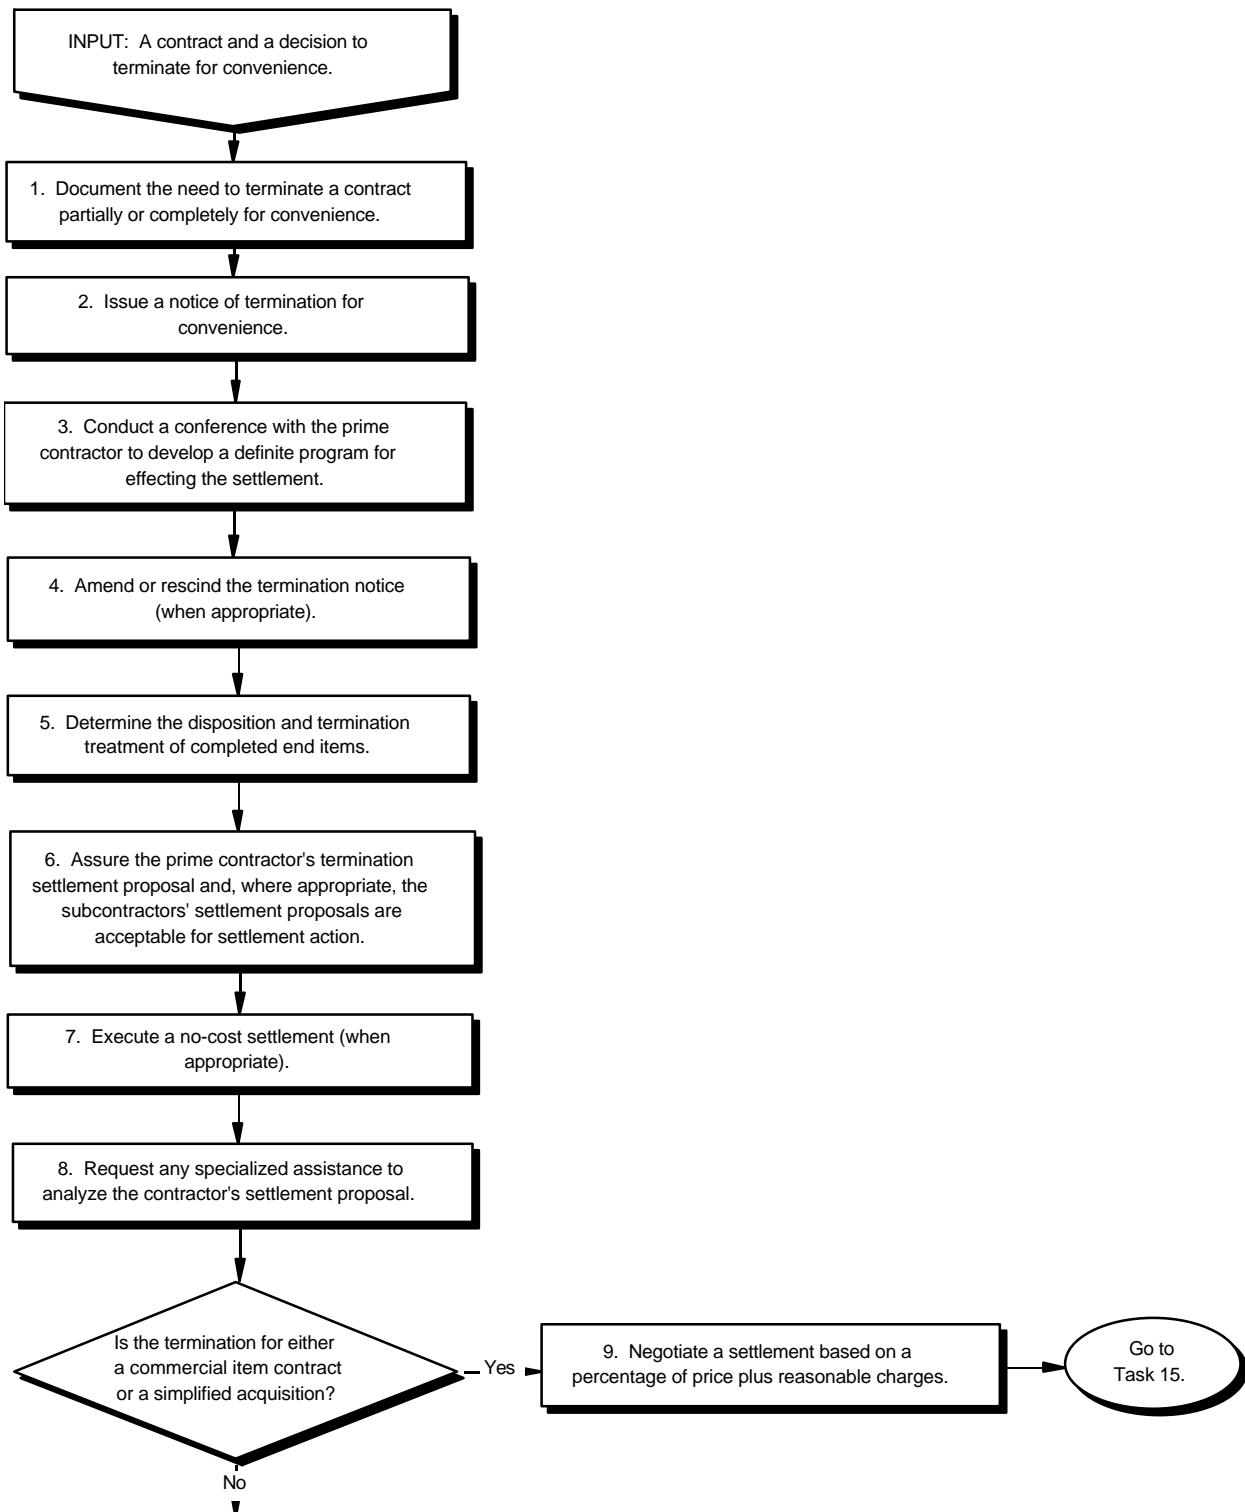 INPUT:  A contract and a decision to
terminate for convenience.
1.  Document the need to terminate a contract
partially or completely for convenience.
2.  Issue a notice of termination for
convenience.
3.  Conduct a conference with the prime
contractor to develop a definite program for
effecting the settlement.
4.  Amend or rescind the termination notice
(when appropriate).
5.  Determine the disposition and termination
treatment of completed end items.
6.  Assure the prime contractor's termination
settlement proposal and, where appropriate, the
subcontractors' settlement proposals are
acceptable for settlement action.
7.  Execute a no-cost settlement (when
appropriate).
8.  Request any specialized assistance to
analyze the contractor's settlement proposal.
Is the termination for either
a commercial item contract
or a simplified acquisition?
Yes
9.  Negotiate a settlement based on a
percentage of price plus reasonable charges.
Go to
Task 15.
No